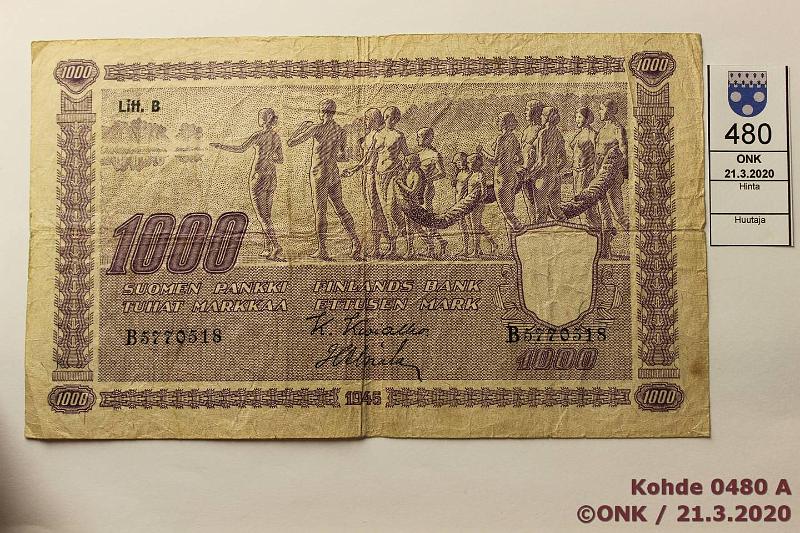 1000
1000
Litt. B
1000
SUOMEN PANKKI FINLANDS BANK
TUHAT MARKKAA ETTUSEN MARK
B5770518
B5770518
1000
1000
1945
1000
480
ONK
21.3.2020
Hinta
Huutaja
Kohde 0480 A
©ONK / 21.3.2020